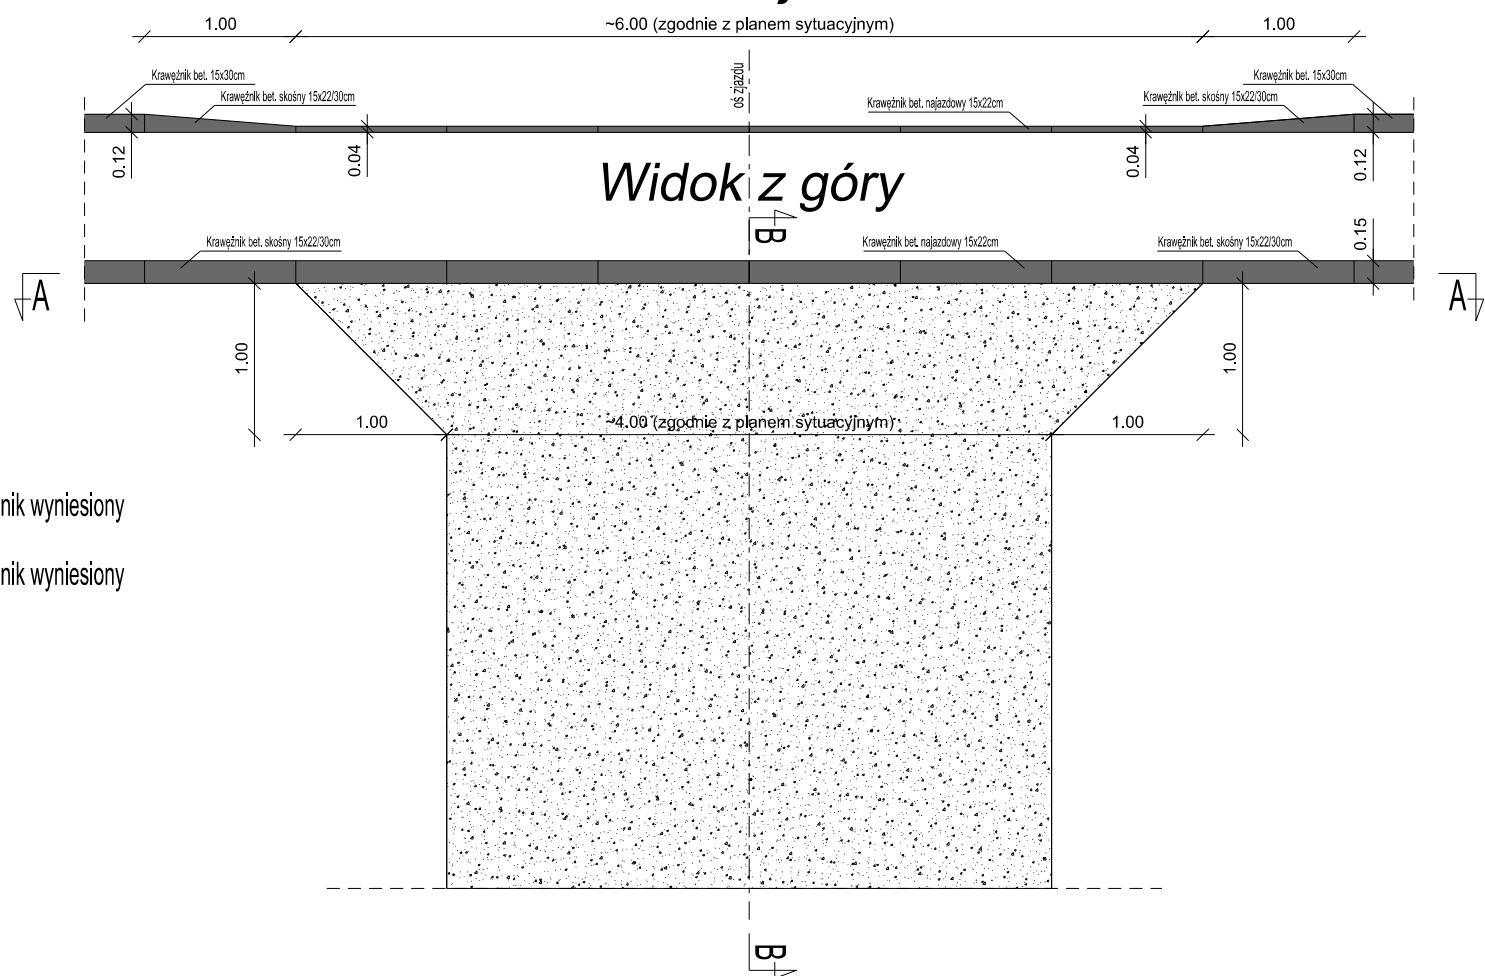 1.00
~6.00 (zgodnie z planem sytuacyjnym)
1.00
Krawężnik bet. 15x30cm
Krawężnik bet. skośny 15x22/30cm
oś zjazdu
Krawężnik bet. najazdowy 15x22cm
Krawężnik bet. 15x30cm
Krawężnik bet. skośny 15x22/30cm
0.12
0.04
0.04
0.12
Widok z góry
B
Krawężnik bet. skośny 15x22/30cm
Krawężnik bet. najazdowy 15x22cm
Krawężnik bet. skośny 15x22/30cm
0.15
A
A
1.00
1.00
1.00
~4.00 (zgodnie z planem sytuacyjnym)
1.00
nik wyniesiony
nik wyniesiony
B